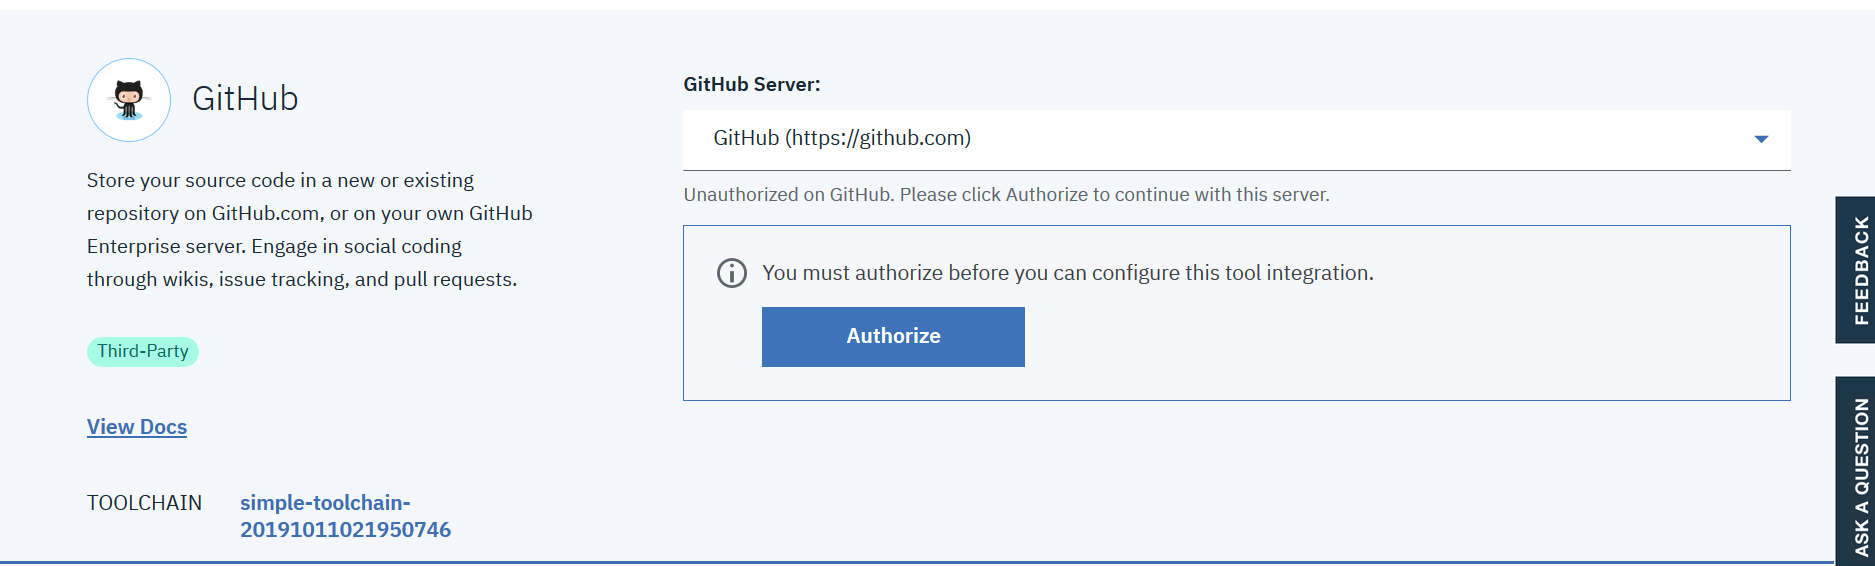 GitHub
Store your source code in a new or existing
repository on GitHub.com, or on your own GitHub
Enterprise server. Engage in social coding
through wikis, issue tracking, and pull requests.
Third-Party
View Docs
TOOLCHAIN
simple-toolchain-
20191011021950746
GitHub Server:
GitHub (https://github.com)
Unauthorized on GitHub. Please click Authorize to continue with this server.
You must authorize before you can configure this tool integration.
Authorize
FEEDBACK
ASK A QUESTION